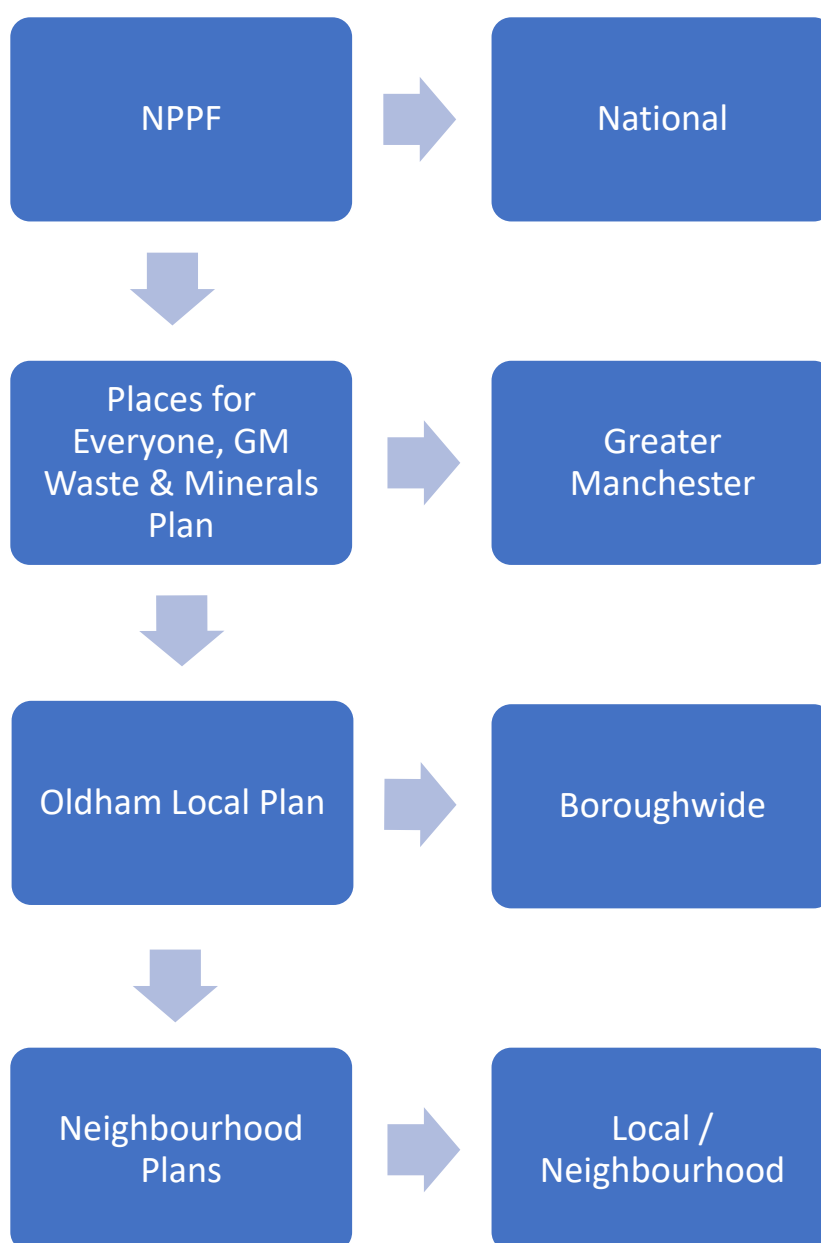 NPPF
National
Places for
Everyone, GM
Waste & Minerals
Plan
Greater
Manchester
Oldham Local Plan
Boroughwide
Neighbourhood
Plans
Local /
Neighbourhood